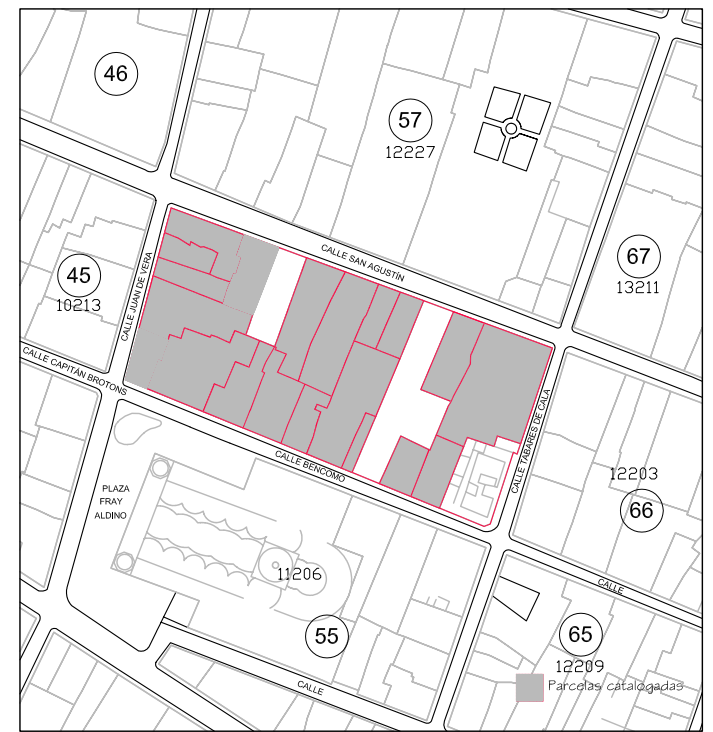 46
57
12227
CALLE SAN AGUSTÍN
67
13211
45
10213
CALLE JUAN DE VERA
CALLE CAPITÁN BROTONS
CALLE BENCOMO
CALLE TABARES DE CALA
PLAZA
FRAY
ALDINO
12203
66
11206
55
CALLE
65
12209
CALLE
Parcelas catalogadas